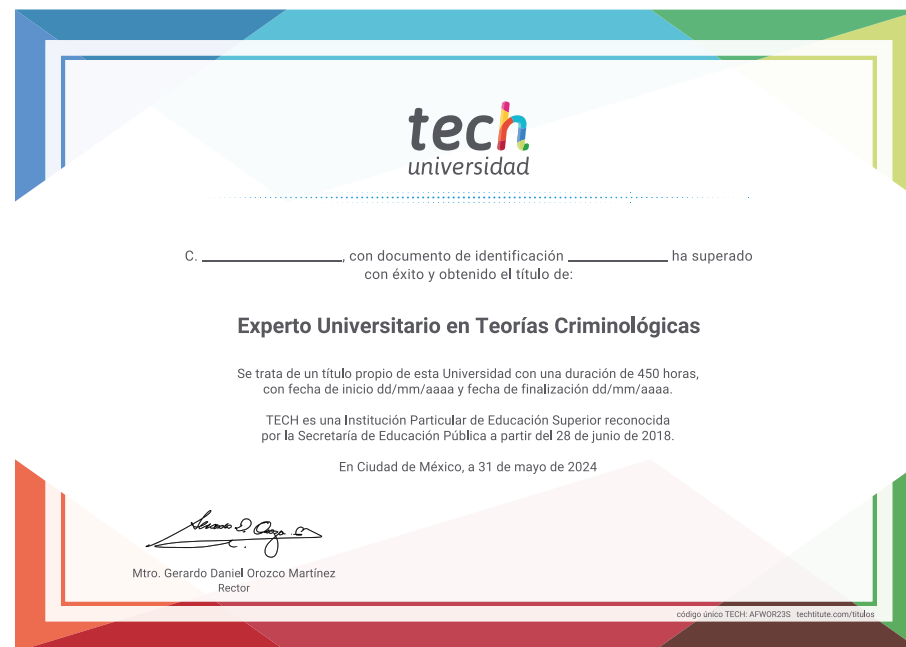 tech
universidad
C. ____________________, con documento de identificación ______________ ha superado
con éxito y obtenido el título de:
Experto Universitario en Teorías Criminológicas
Se trata de un título propio de esta Universidad con una duración de 450 horas,
con fecha de inicio dd/mm/aaaa y fecha de finalización dd/mm/aaaa.
TECH es una Institución Particular de Educación Superior reconocida
por la Secretaría de Educación Pública a partir del 28 de junio de 2018.
En Ciudad de México, a 31 de mayo de 2024
Mtro. Gerardo Daniel Orozco Martínez
Rector
código único TECH: AFWOR23S techtitute.com/titulos